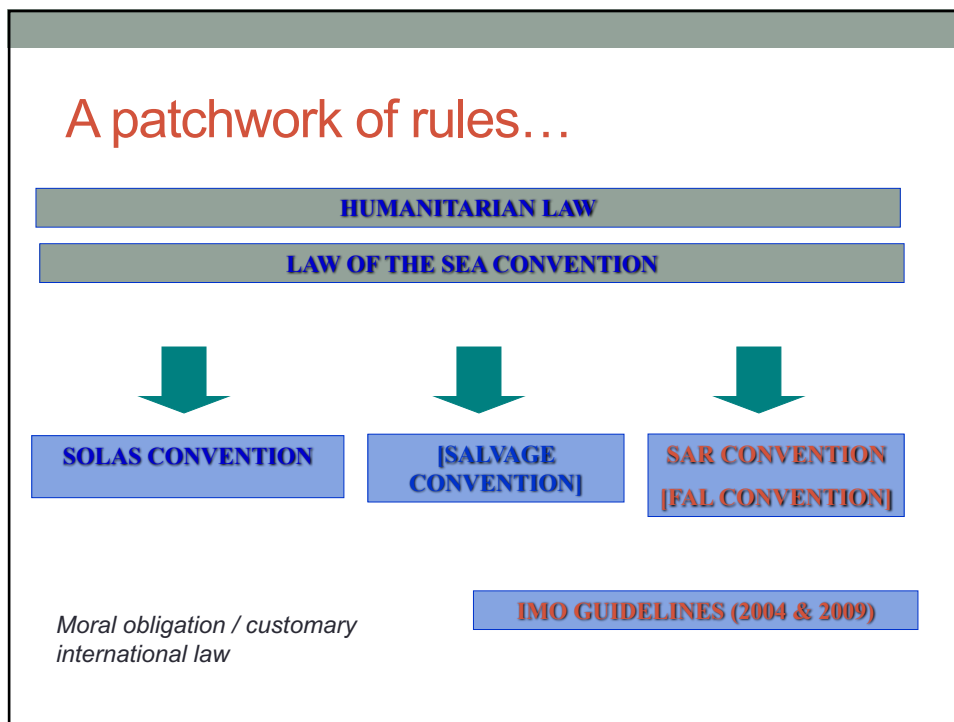 A patchwork of rules…
HUMANITARIAN LAW
LAW OF THE SEA CONVENTION
SOLAS CONVENTION
[SALVAGE
CONVENTION]
SAR CONVENTION
[FAL CONVENTION]
IMO GUIDELINES (2004 & 2009)
Moral obligation / customary
international law